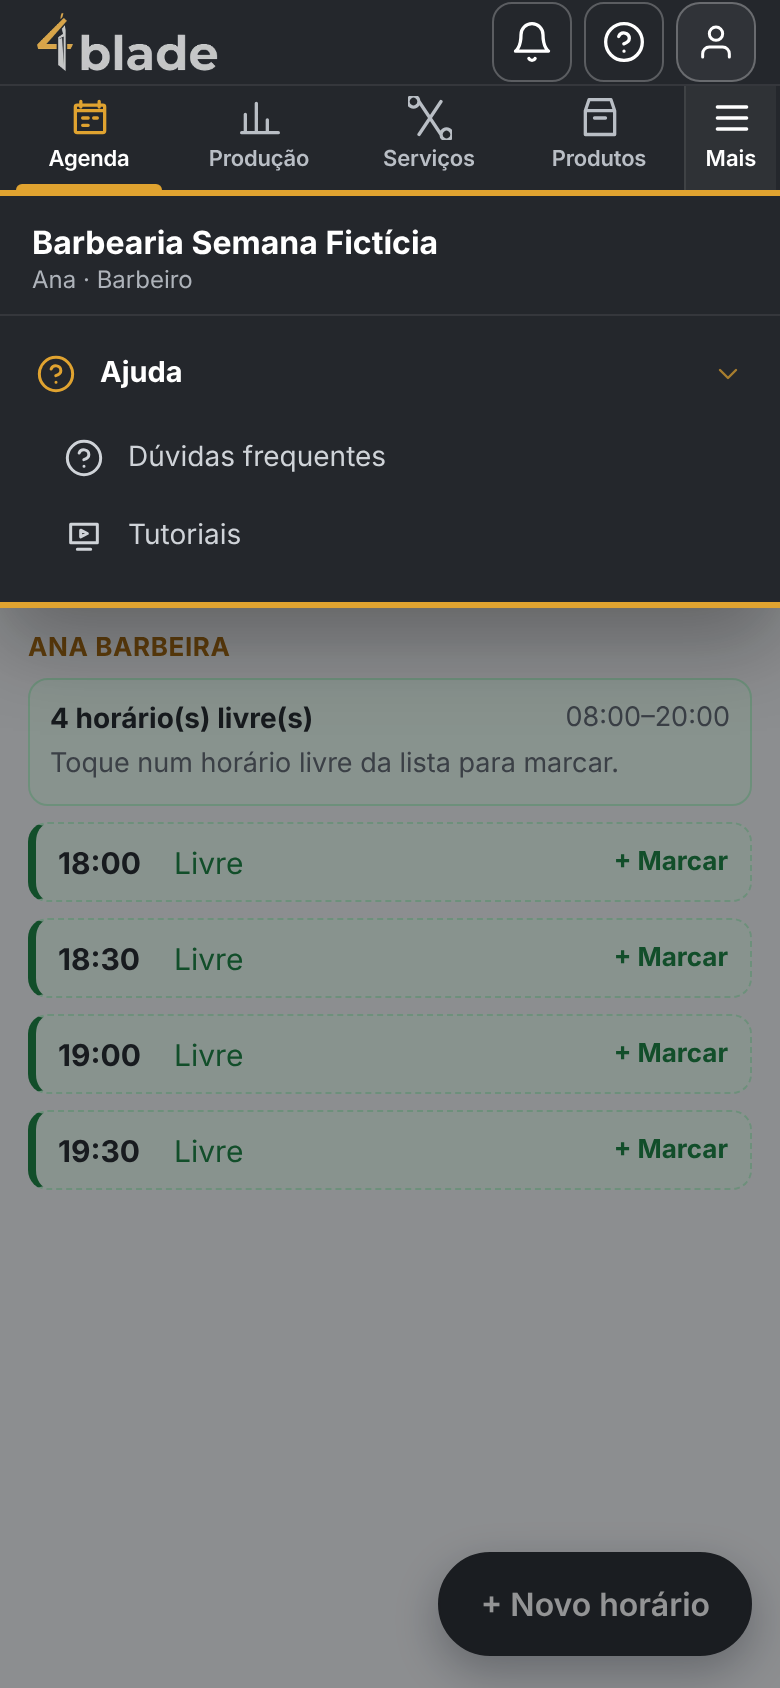 4blade
Agenda
Produção
Serviços
Produtos
Mais
Barbearia Semana Fictícia
Ana · Barbeiro
Ajuda
Dúvidas frequentes
Tutoriais
ANA BARBEIRA
4 horário(s) livre(s) 08:00–20:00
Toque num horário livre da lista para marcar.
18:00 Livre + Marcar
18:30 Livre + Marcar
19:00 Livre + Marcar
19:30 Livre + Marcar
+ Novo horário